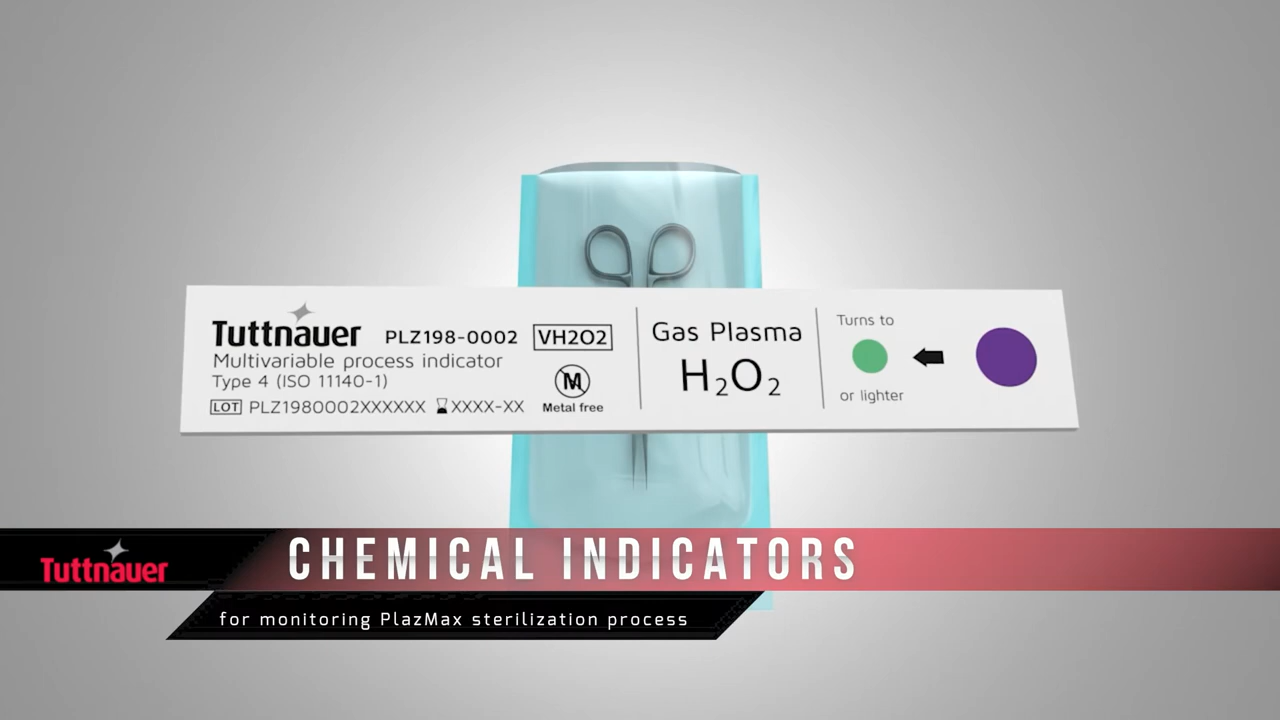 Tuttnauer PLZ198-0002 VH2O2
Multivariable process indicator
Type 4 (ISO 11140-1)
LOT PLZ1980002XXXXXX XXXX-XX
M
Metal free
Gas Plasma
H₂O₂
Turns to
or lighter
Tuttnauer
CHEMICAL INDICATORS
for monitoring PlazMax sterilization process